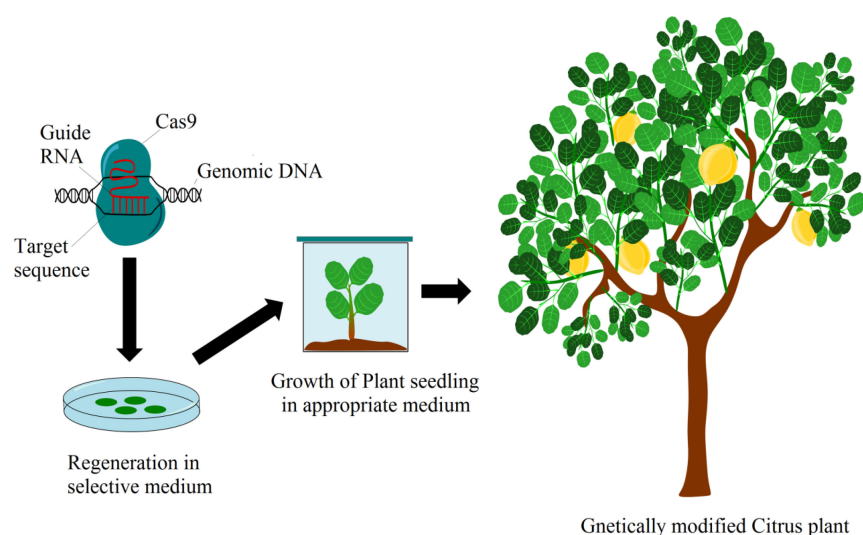 Cas9
Guide
RNA
Genomic DNA
Target
sequence
Growth of Plant seedling
in appropriate medium
Regeneration in
selective medium
Gnetically modified Citrus plant